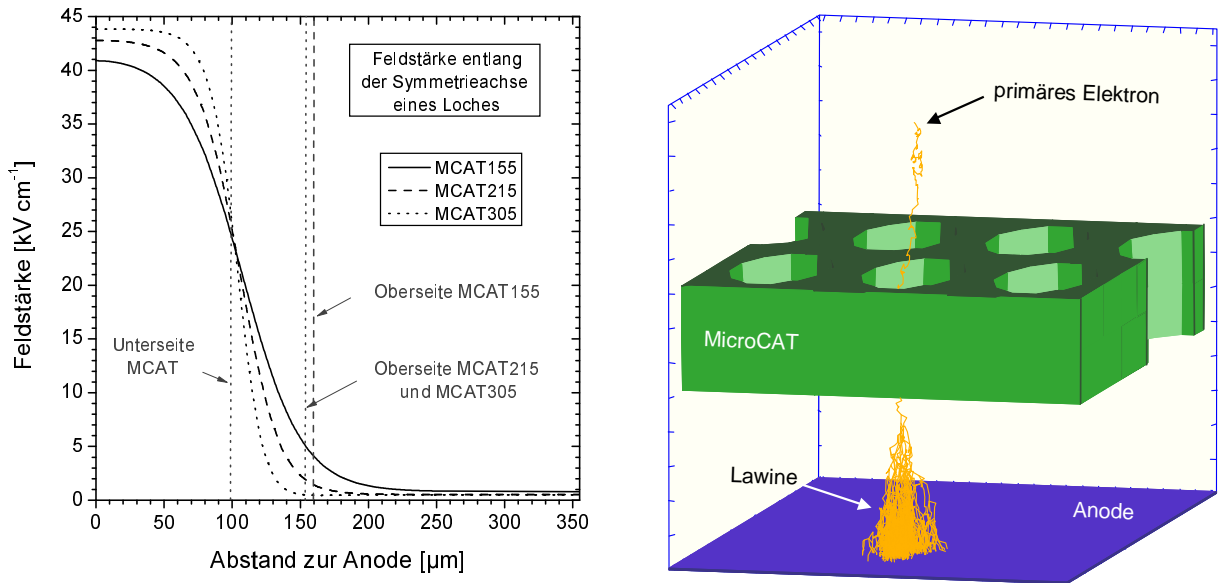 Feldstärke entlang
der Symmetrieachse
eines Loches
MCAT155
MCAT215
MCAT305
Feldstärke [kV cm⁻¹]
45
40
35
30
25
20
15
10
5
0
Oberseite MCAT155
Unterseite
MCAT
Oberseite MCAT215
und MCAT305
0 50 100 150 200 250 300 350
Abstand zur Anode [µm]
primäres Elektron
MicroCAT
Lawine
Anode